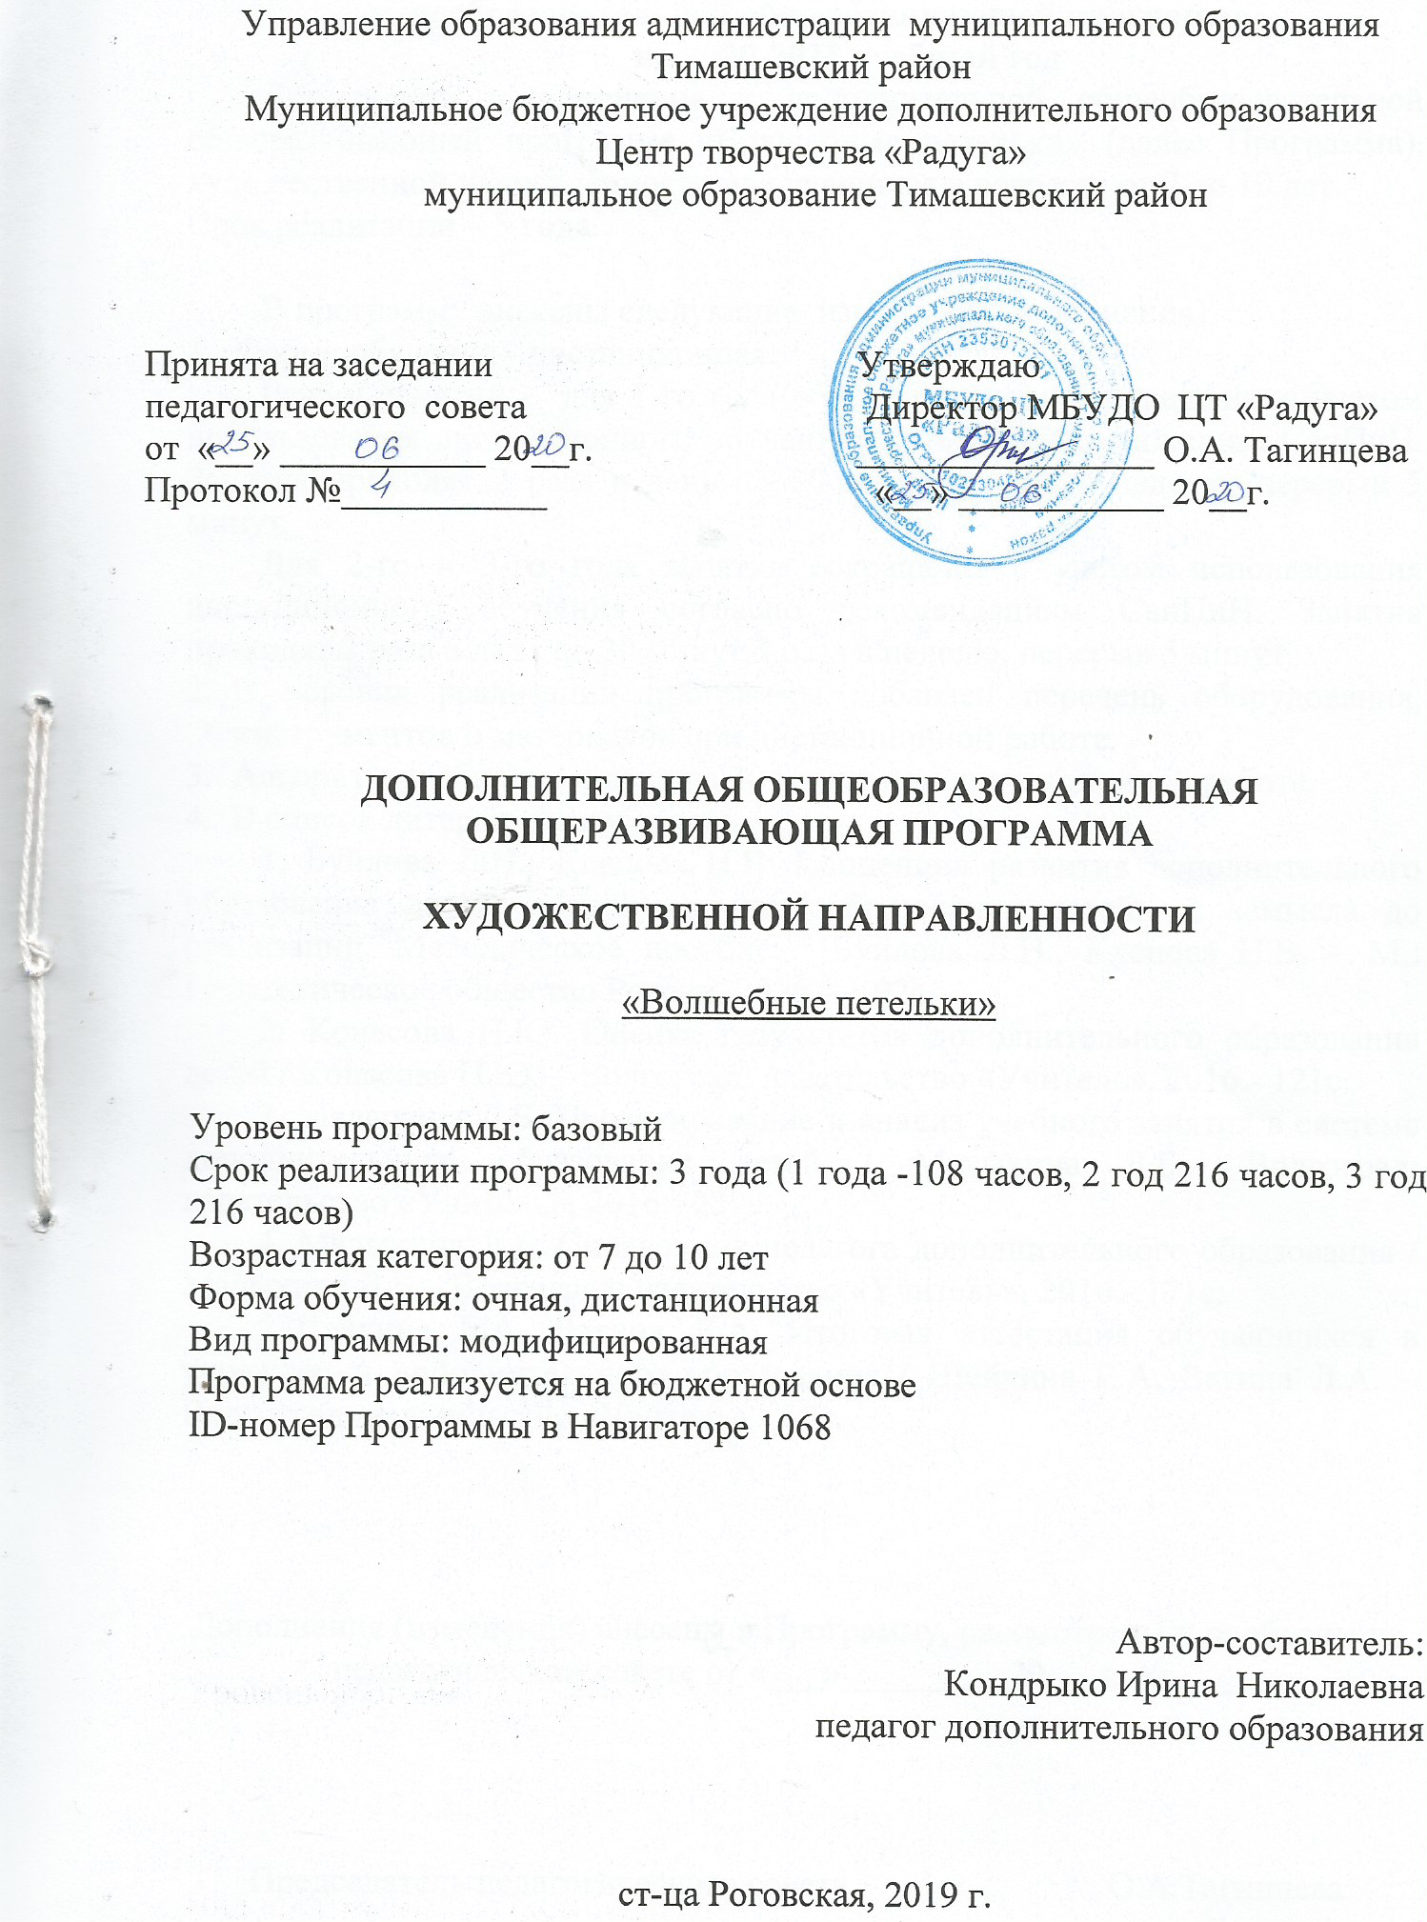 Управление образования администрации муниципального образования
Тимашевский район
Муниципальное бюджетное учреждение дополнительного образования
Центр творчества «Радуга»
муниципальное образование Тимашевский район
Принята на заседании
педагогического совета
от «25» 06 2020г.
Протокол № 4
Утверждаю
Директор МБУДО ЦТ «Радуга»
О.А. Тагинцева
«25» 06 2020г.
МБУДО ЦТ
«Радуга»
ДОПОЛНИТЕЛЬНАЯ ОБЩЕОБРАЗОВАТЕЛЬНАЯ
ОБЩЕРАЗВИВАЮЩАЯ ПРОГРАММА
ХУДОЖЕСТВЕННОЙ НАПРАВЛЕННОСТИ
«Волшебные петельки»
Уровень программы: базовый
Срок реализации программы: 3 года (1 года -108 часов, 2 год 216 часов, 3 год
216 часов)
Возрастная категория: от 7 до 10 лет
Форма обучения: очная, дистанционная
Вид программы: модифицированная
Программа реализуется на бюджетной основе
ID-номер Программы в Навигаторе 1068
Автор-составитель:
Кондрыко Ирина Николаевна
педагог дополнительного образования
ст-ца Роговская, 2019 г.